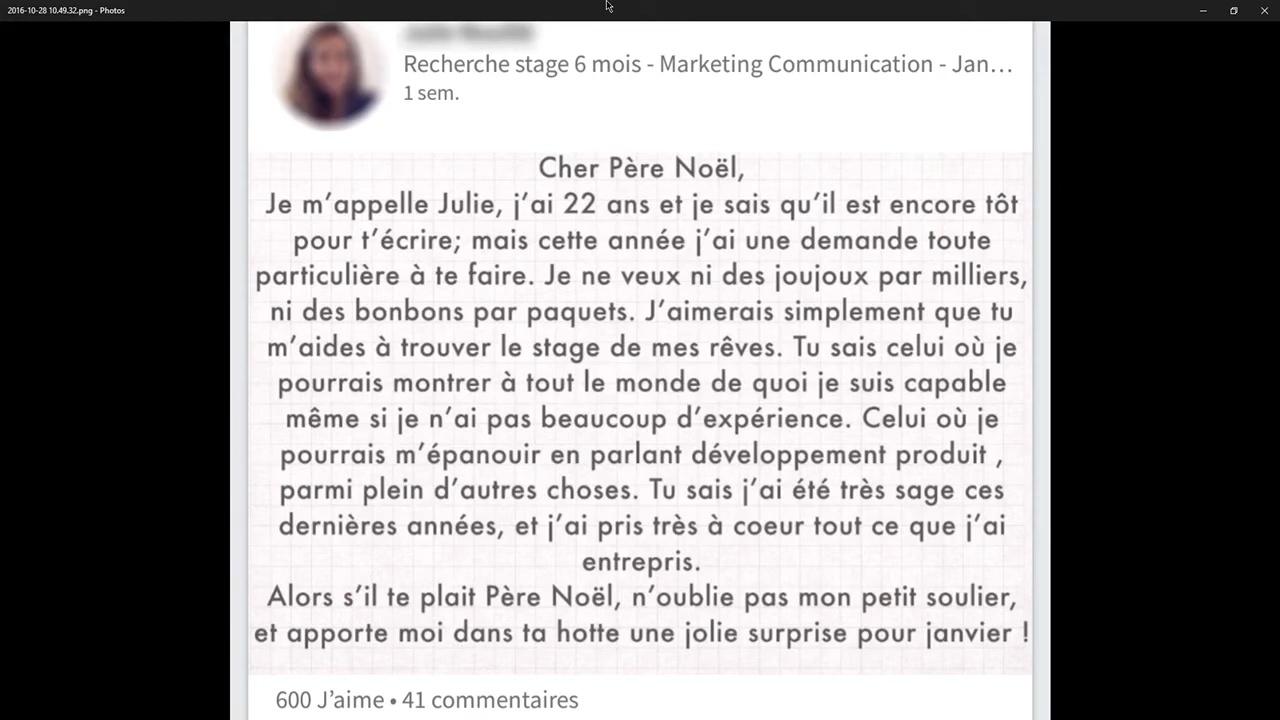 2016-10-28 10.49.32.png - Photos
Recherche stage 6 mois - Marketing Communication - Jan…
1 sem.
Cher Père Noël,
Je m’appelle Julie, j’ai 22 ans et je sais qu’il est encore tôt
pour t’écrire; mais cette année j’ai une demande toute
particulière à te faire. Je ne veux ni des joujoux par milliers,
ni des bonbons par paquets. J’aimerais simplement que tu
m’aides à trouver le stage de mes rêves. Tu sais celui où je
pourrais montrer à tout le monde de quoi je suis capable
même si je n’ai pas beaucoup d’expérience. Celui où je
pourrais m’épanouir en parlant développement produit ,
parmi plein d’autres choses. Tu sais j’ai été très sage ces
dernières années, et j’ai pris très à coeur tout ce que j’ai
entrepris.
Alors s’il te plait Père Noël, n’oublie pas mon petit soulier,
et apporte moi dans ta hotte une jolie surprise pour janvier !
600 J’aime • 41 commentaires